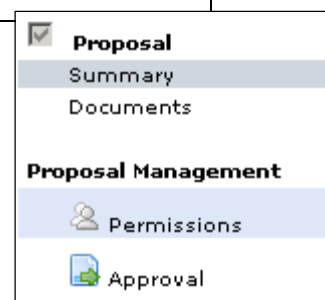 Proposal
Summary
Documents
Proposal Management
Permissions
Approval